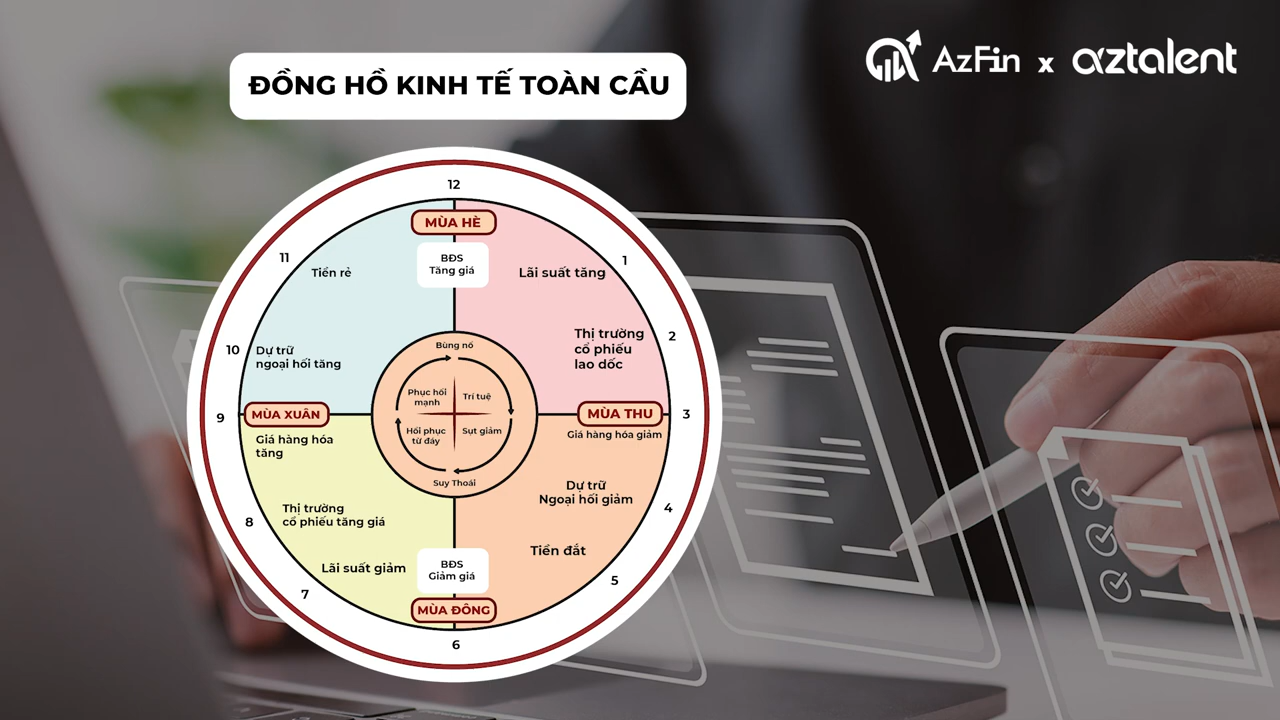 AzFin x aztalent
ĐỒNG HỒ KINH TẾ TOÀN CẦU
12
MÙA HÈ
BĐS
Tăng giá
11
Tiền rẻ
10
Dự trữ
ngoại hối tăng
1
Lãi suất tăng
2
Thị trường
cổ phiếu
lao dốc
Bùng nổ
Phục hồi
mạnh
Trí tuệ
Hồi phục
từ đáy
Sụt giảm
Suy Thoái
9
MÙA XUÂN
MÙA THU
3
Giá hàng hóa
tăng
Giá hàng hóa giảm
Thị trường
cổ phiếu tăng giá
8
Lãi suất giảm
7
Dự trữ
Ngoại hối giảm
4
Tiền đắt
5
BĐS
Giảm giá
MÙA ĐÔNG
6